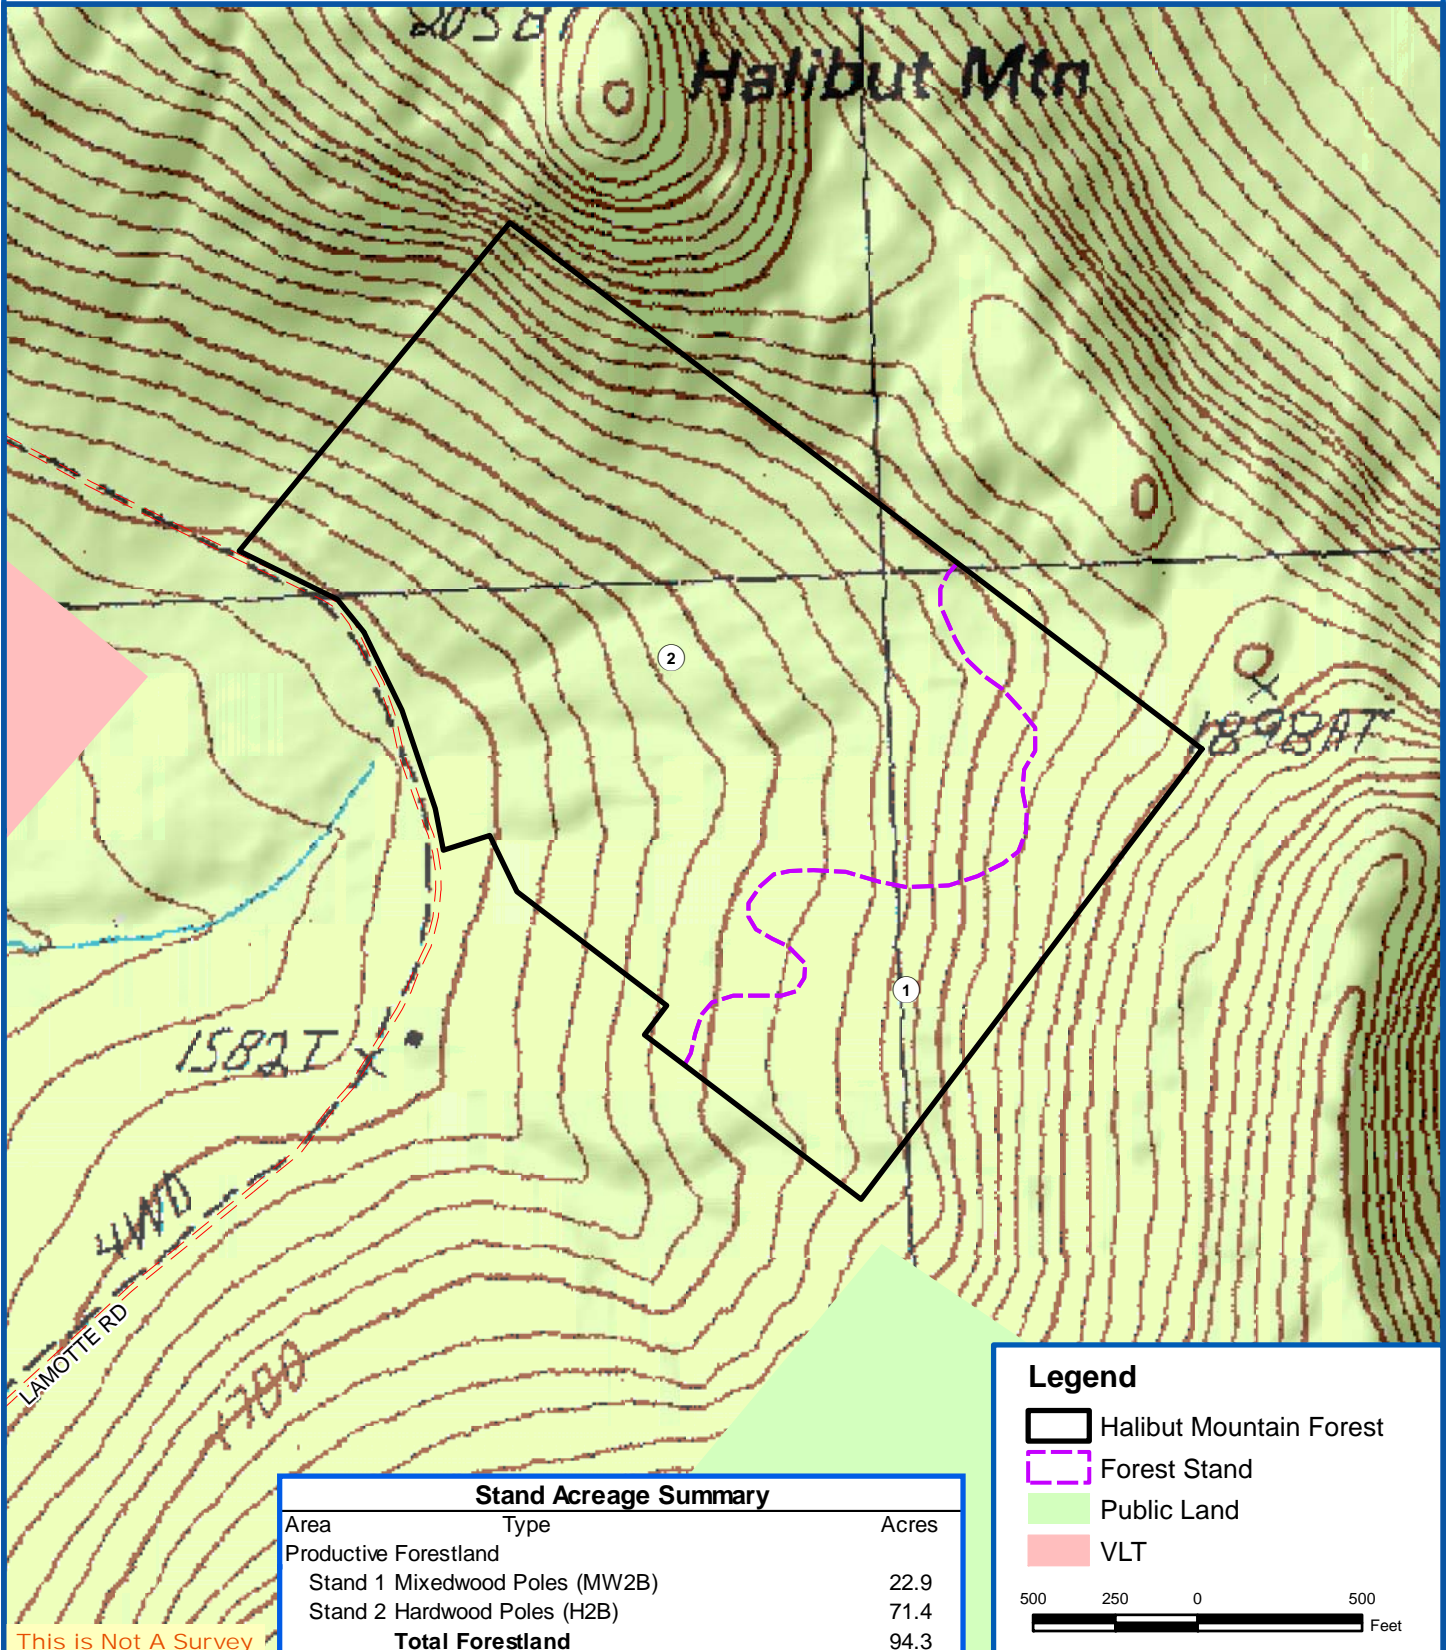 2058T
Halibut Mtn
2
1898AT
1
1582T
4WD
LAMOTTE RD
1700
Legend
Halibut Mountain Forest
Forest Stand
Public Land
VLT
500 250 0 500
Feet
Stand Acreage Summary
Area Type Acres
Productive Forestland
Stand 1 Mixedwood Poles (MW2B) 22.9
Stand 2 Hardwood Poles (H2B) 71.4
Total Forestland 94.3
This is Not A Survey